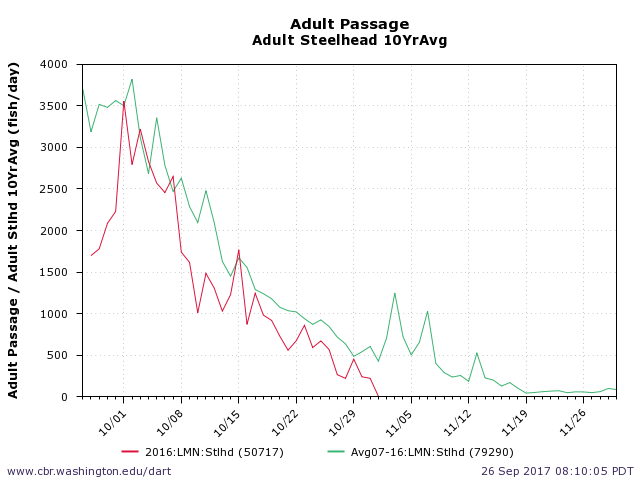 Adult Passage
Adult Steelhead 10YrAvg
Adult Passage / Adult Stlhd 10YrAvg (fish/day)
4000
3500
3000
2500
2000
1500
1000
500
0
10/01 10/08 10/15 10/22 10/29 11/05 11/12 11/19 11/26
2016:LMN:Stlhd (50717) Avg07-16:LMN:Stlhd (79290)
www.cbr.washington.edu/dart 26 Sep 2017 08:10:05 PDT